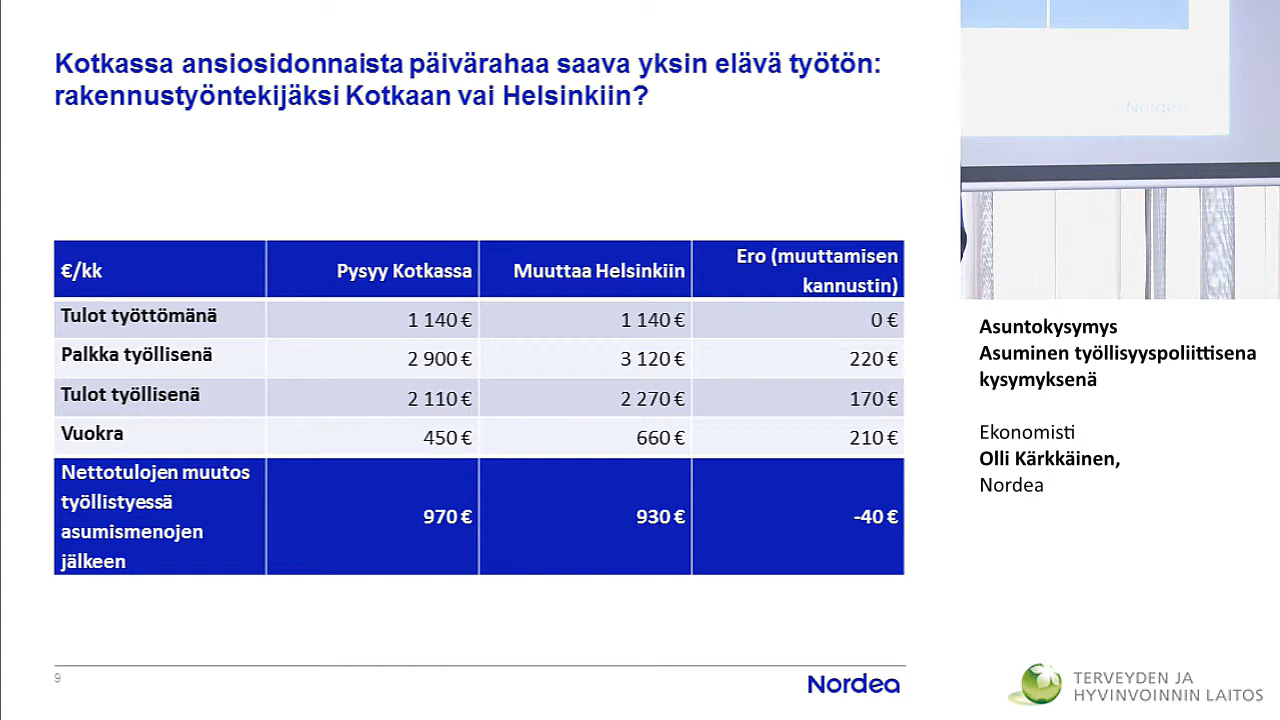 Kotkassa ansiosidonnaista päivärahaa saava yksin elävä työtön:
rakennustyöntekijäksi Kotkaan vai Helsinkiin?
€/kk Pysyy Kotkassa Muuttaa Helsinkiin Ero (muuttamisen kannustin)
Tulot työttömänä 1 140 € 1 140 € 0 €
Palkka työllisenä 2 900 € 3 120 € 220 €
Tulot työllisenä 2 110 € 2 270 € 170 €
Vuokra 450 € 660 € 210 €
Nettotulojen muutos
työllistyessä
asumismenojen
jälkeen
970 € 930 € -40 €
9
Nordea
Nordea
Asuntokysymys
Asuminen työllisyyspoliittisena
kysymyksenä
Ekonomisti
Olli Kärkkäinen,
Nordea
TERVEYDEN JA
HYVINVOINNIN LAITOS